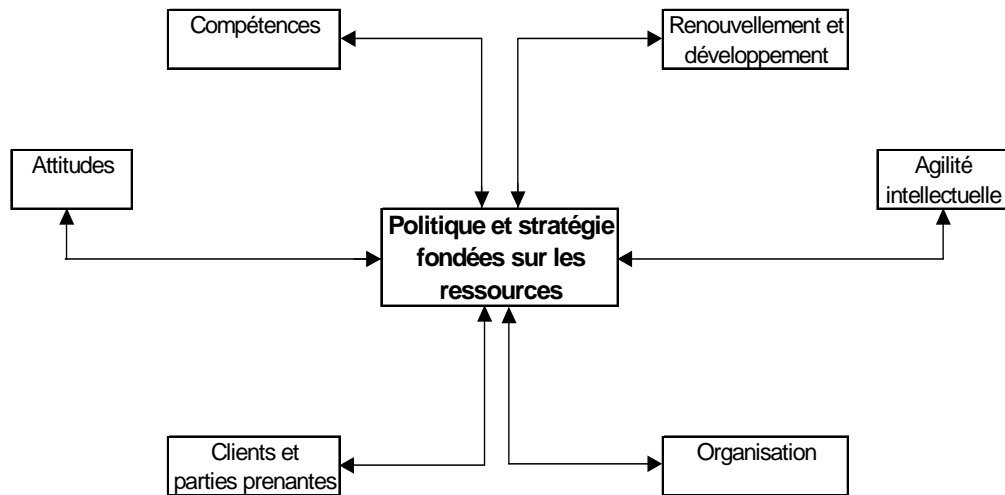 Compétences
Renouvellement et
développement
Attitudes
Agilité
intellectuelle
Politique et stratégie
fondées sur les
ressources
Clients et
parties prenantes
Organisation